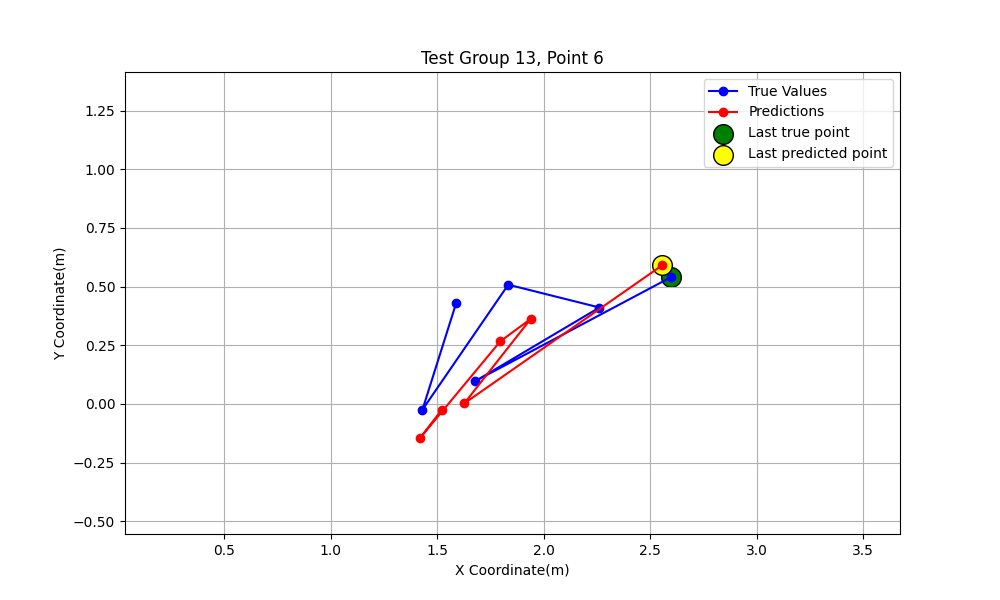 Test Group 13, Point 6
True Values
Predictions
Last true point
Last predicted point
1.25
1.00
0.75
0.50
0.25
0.00
−0.25
−0.50
Y Coordinate(m)
0.5 1.0 1.5 2.0 2.5 3.0 3.5
X Coordinate(m)